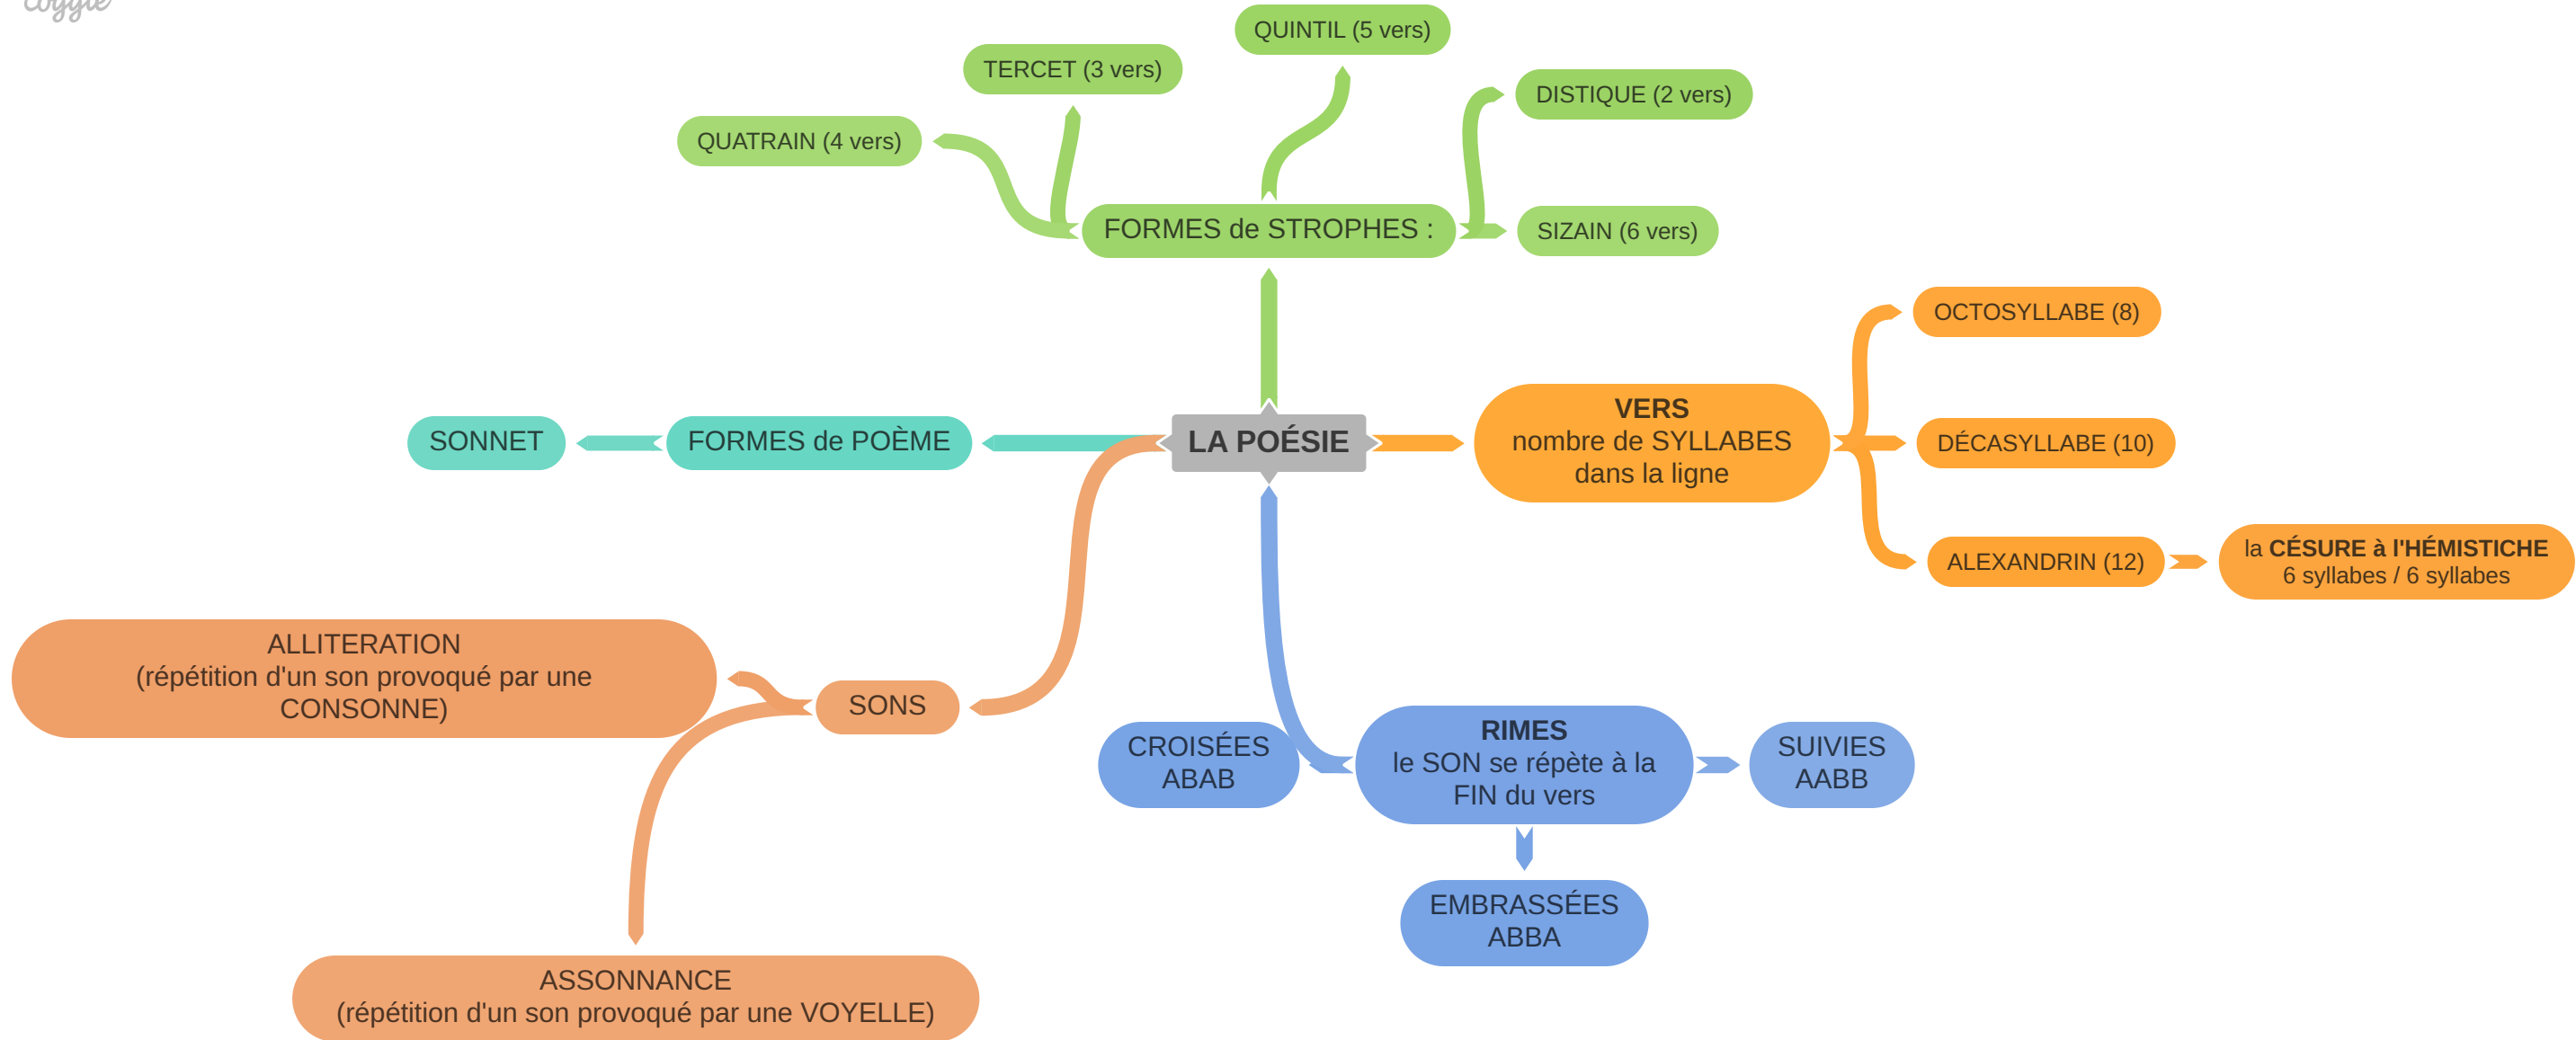 coggle
QUINTIL (5 vers)
TERCET (3 vers)
DISTIQUE (2 vers)
QUATRAIN (4 vers)
FORMES de STROPHES :
SIZAIN (6 vers)
OCTOSYLLABE (8)
SONNET
FORMES de POÈME
LA POÉSIE
VERS
nombre de SYLLABES
dans la ligne
DÉCASYLLABE (10)
ALEXANDRIN (12)
la CÉSURE à l'HÉMISTICHE
6 syllabes / 6 syllabes
ALLITERATION
(répétition d'un son provoqué par une
CONSONNE)
SONS
CROISÉES
ABAB
RIMES
le SON se répète à la
FIN du vers
SUIVIES
AABB
EMBRASSÉES
ABBA
ASSONNANCE
(répétition d'un son provoqué par une VOYELLE)